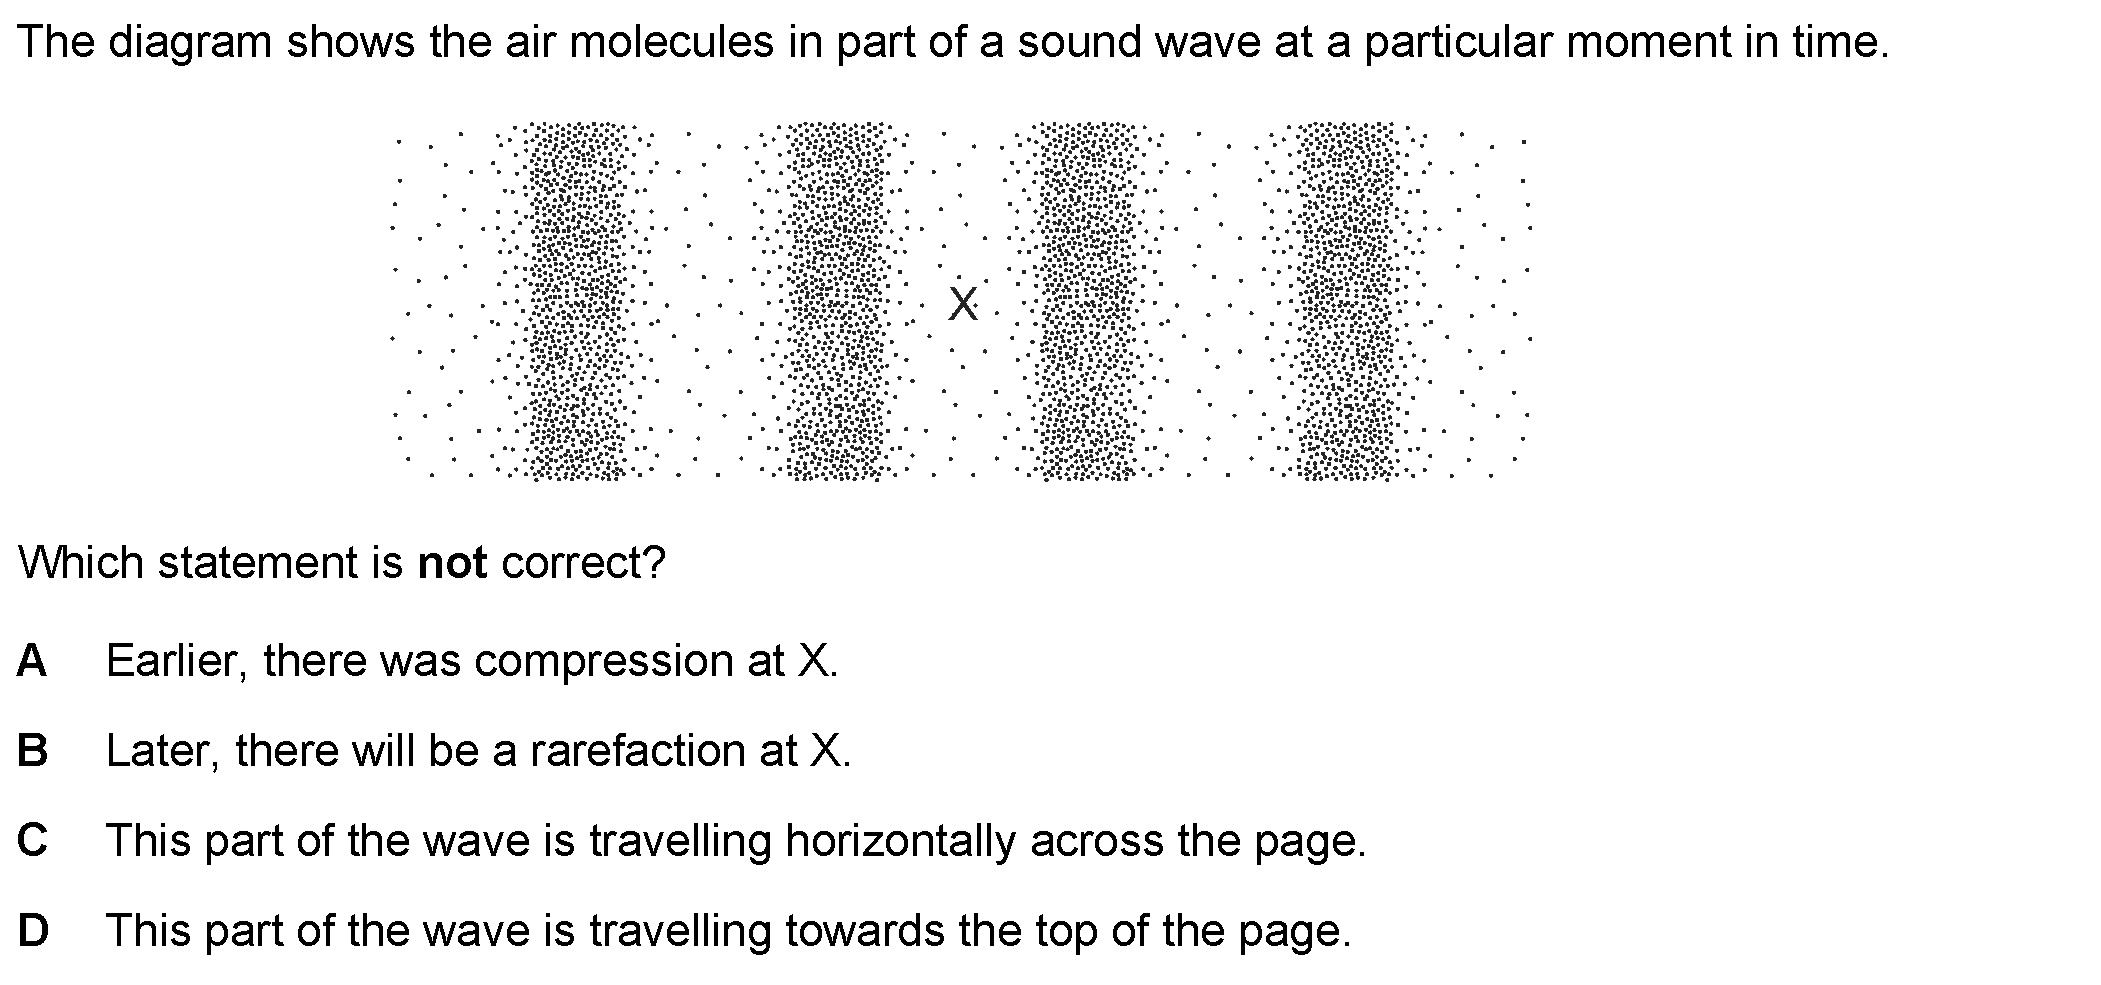 The diagram shows the air molecules in part of a sound wave at a particular moment in time.
X
Which statement is not correct?
A Earlier, there was compression at X.
B Later, there will be a rarefaction at X.
C This part of the wave is travelling horizontally across the page.
D This part of the wave is travelling towards the top of the page.